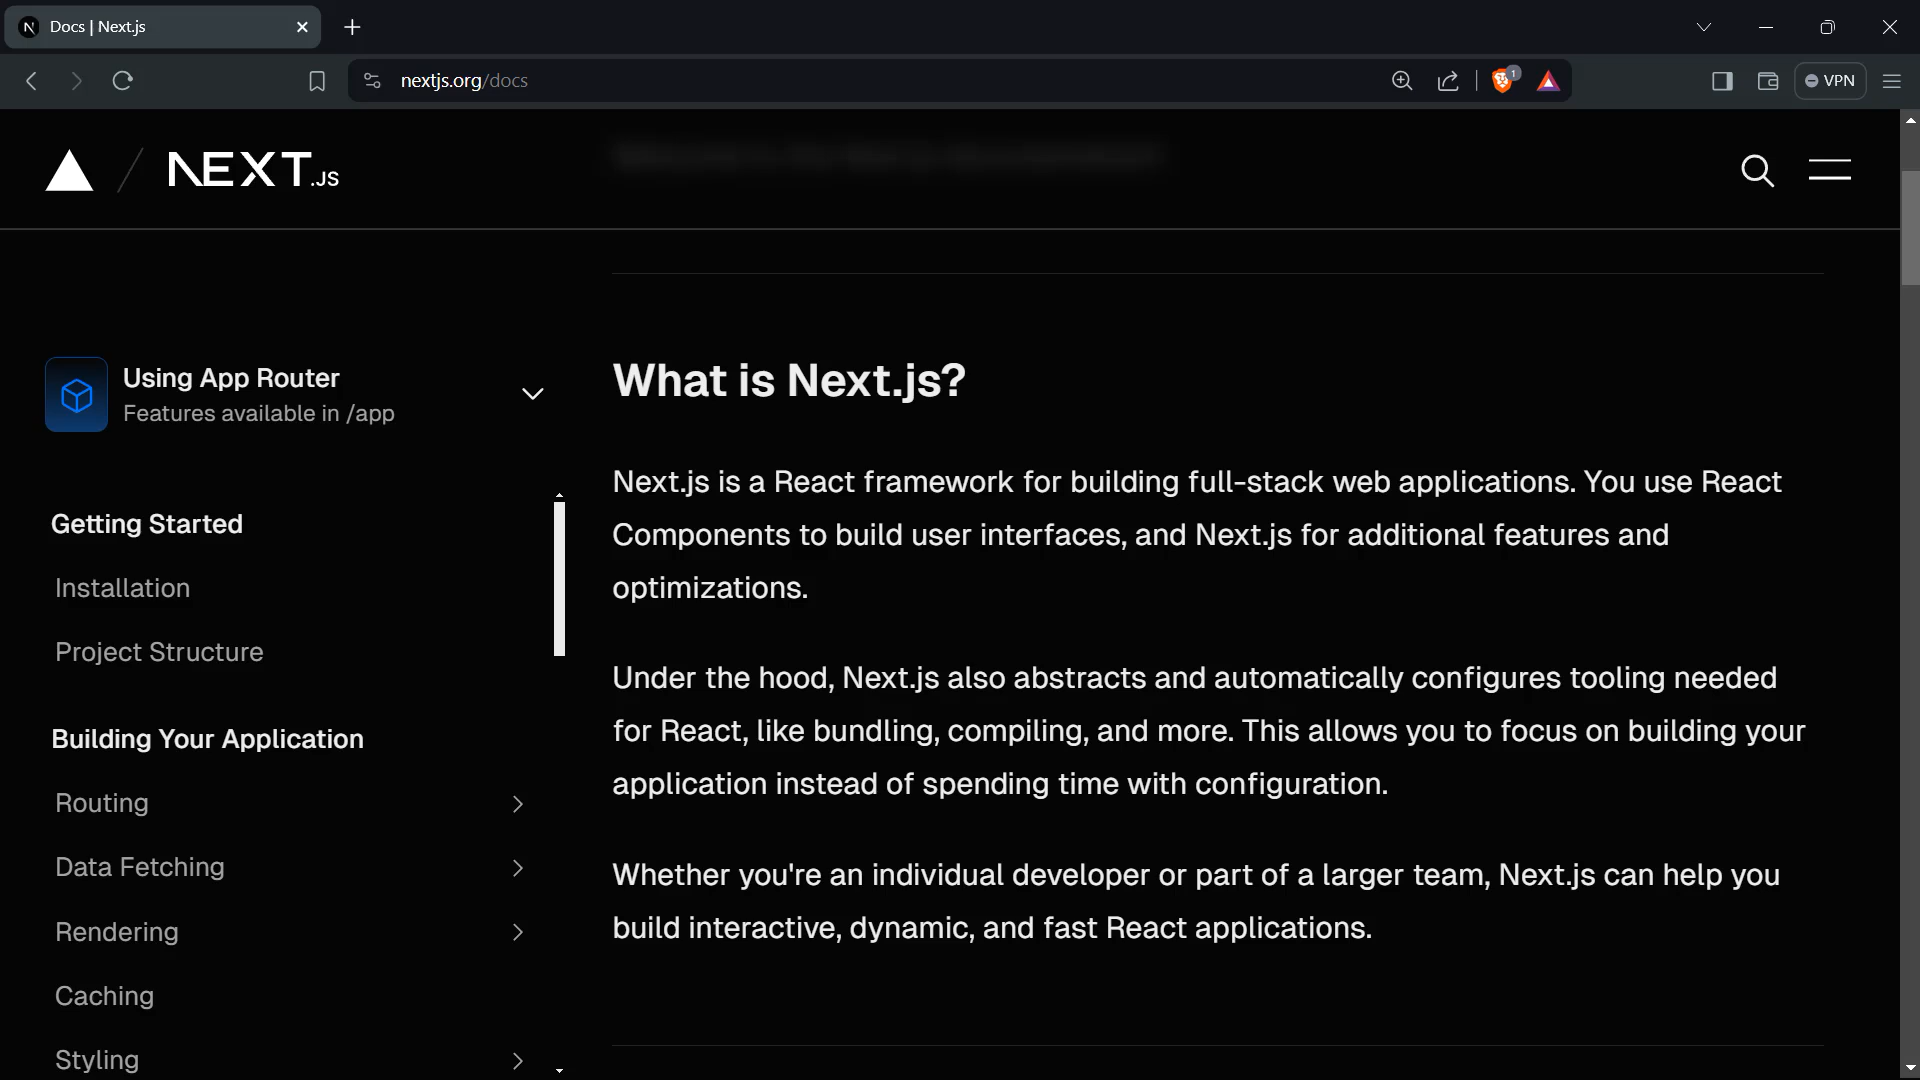 Docs | Next.js
nextjs.org/docs
1
VPN
NEXT.JS
Using App Router
Features available in /app
Getting Started
Installation
Project Structure
Building Your Application
Routing
Data Fetching
Rendering
Caching
Styling
What is Next.js?
Next.js is a React framework for building full-stack web applications. You use React
Components to build user interfaces, and Next.js for additional features and
optimizations.
Under the hood, Next.js also abstracts and automatically configures tooling needed
for React, like bundling, compiling, and more. This allows you to focus on building your
application instead of spending time with configuration.
Whether you're an individual developer or part of a larger team, Next.js can help you
build interactive, dynamic, and fast React applications.